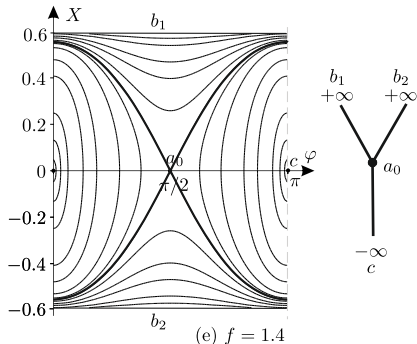 X
b₁
0.6
0.4
0.2
0
−0.2
−0.4
−0.6
a₀
π/2
c
φ
π
b₂
(e) f = 1.4
b₁ b₂
+∞ +∞
a₀
−∞
c